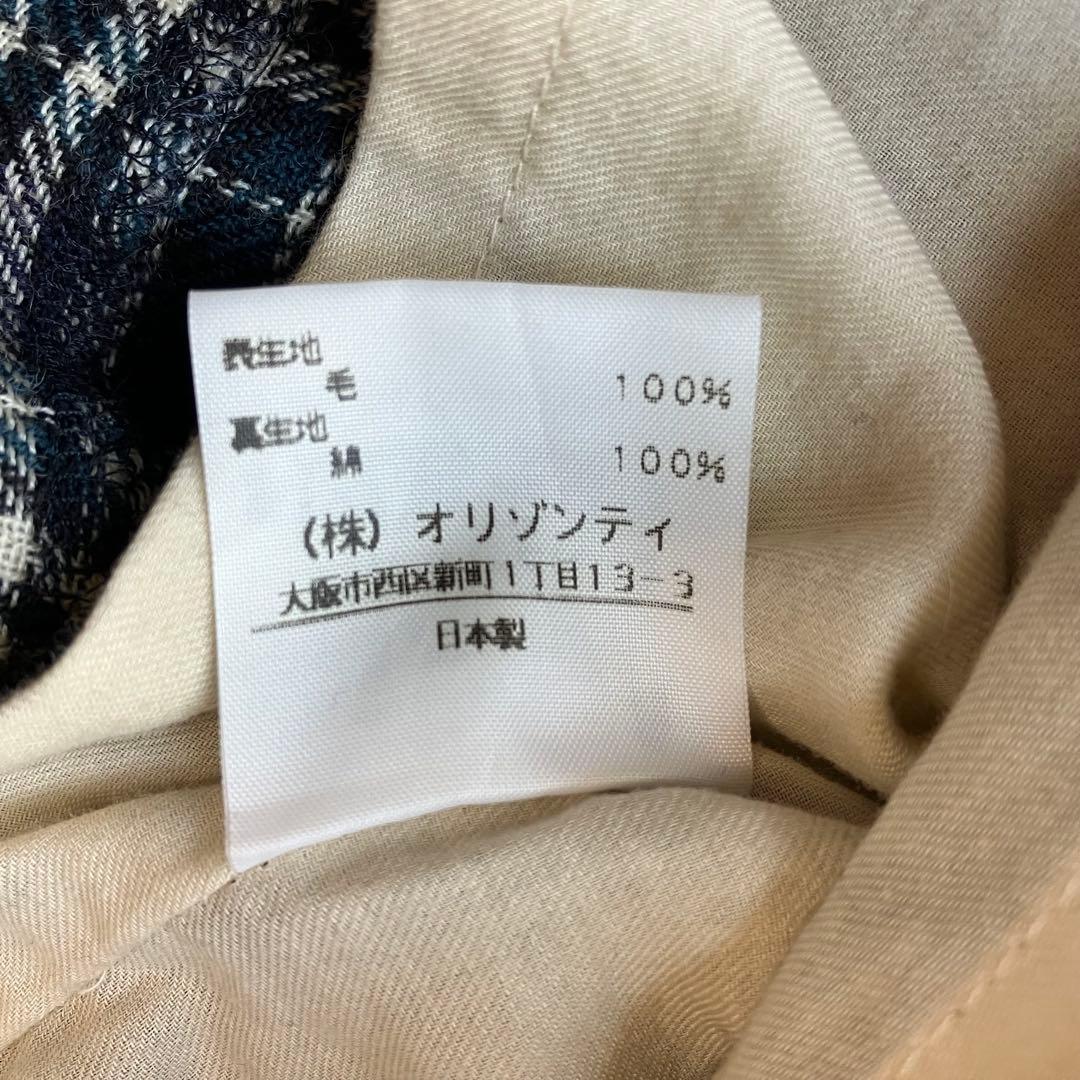 表生地
毛 100%
裏生地
綿 100%
(株) オリゾンティ
大阪市西区新町1丁目13-3
日本製